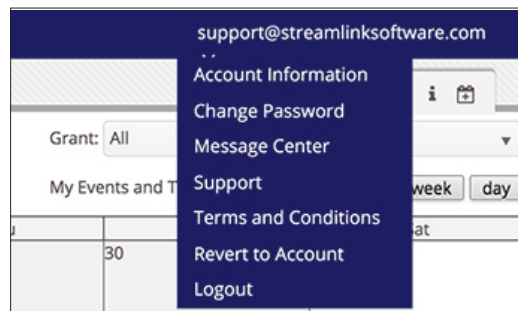 support@streamlinksoftware.com
Account Information
Change Password
Message Center
Support
Terms and Conditions
Revert to Account
Logout
i
Grant: All
My Events and T
week day
30